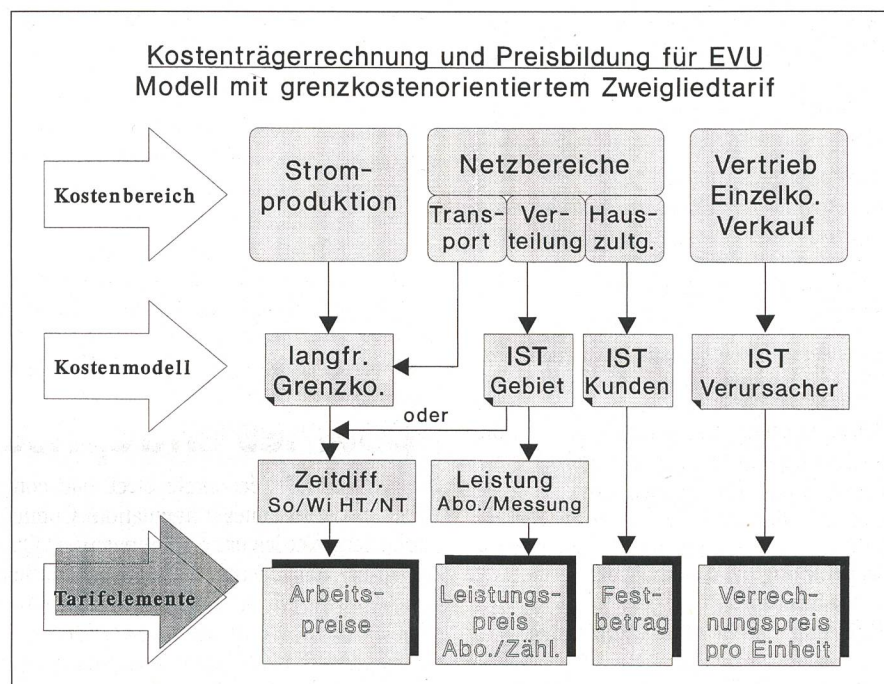 Kostenträgerrechnung und Preisbildung für EVU
Modell mit grenzkostenorientiertem Zweigliedtarif
Kostenbereich
Strom-
produktion
Netzbereiche
Trans-
port
Ver-
teilung
Haus-
zultg.
Vertrieb
Einzelko.
Verkauf
Kostenmodell
langfr.
Grenzko.
IST
Gebiet
IST
Kunden
IST
Verursacher
oder
Zeitdiff.
So/Wi HT/NT
Leistung
Abo./Messung
Tarifelemente
Arbeits-
preise
Leistungs-
preis
Abo./Zähl.
Fest-
betrag
Verrech-
nungspreis
pro Einheit